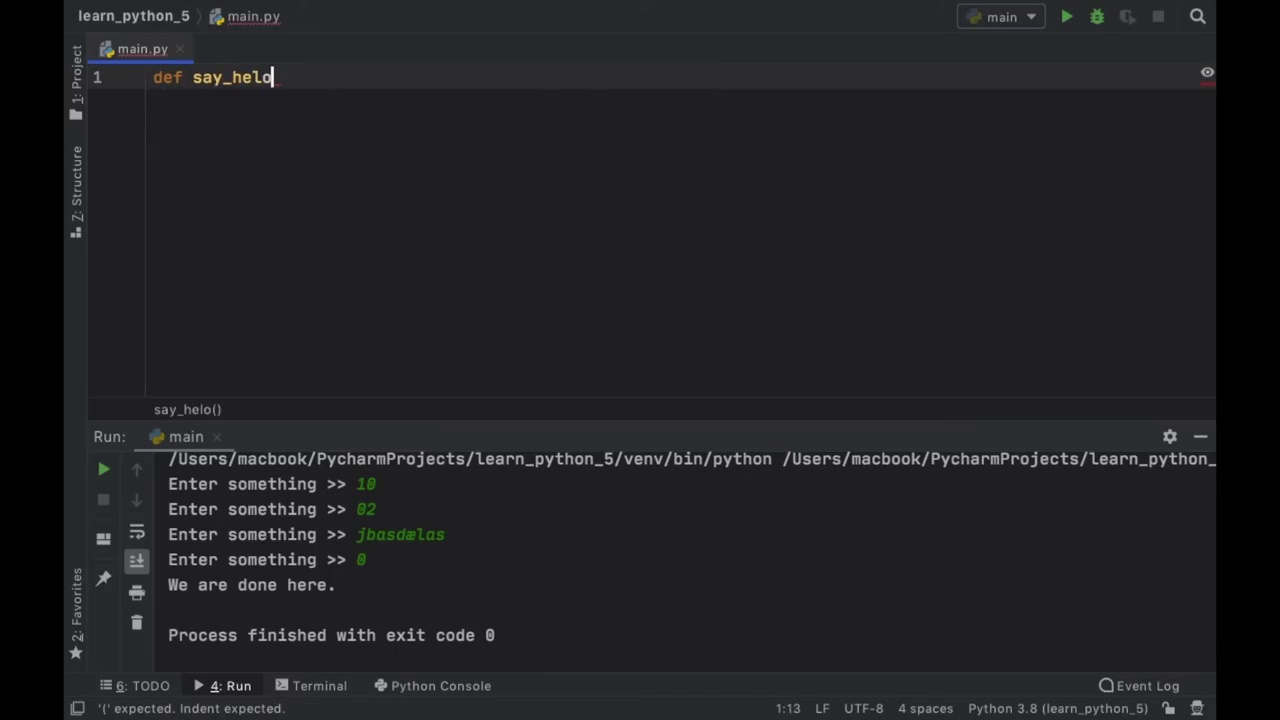 learn_python_5 main.py main
main.py
1 def say_helo
1: Project
7: Structure
say_helo()
Run: main
/Users/macbook/PycharmProjects/learn_python_5/venv/bin/python /Users/macbook/PycharmProjects/learn_python_
Enter something >> 10
Enter something >> 02
Enter something >> jbasdælas
Enter something >> 0
We are done here.
Process finished with exit code 0
2: Favorites
6: TODO 4: Run Terminal Python Console Event Log
'(' expected. Indent expected. 1:13 LF UTF-8 4 spaces Python 3.8 (learn_python_5)